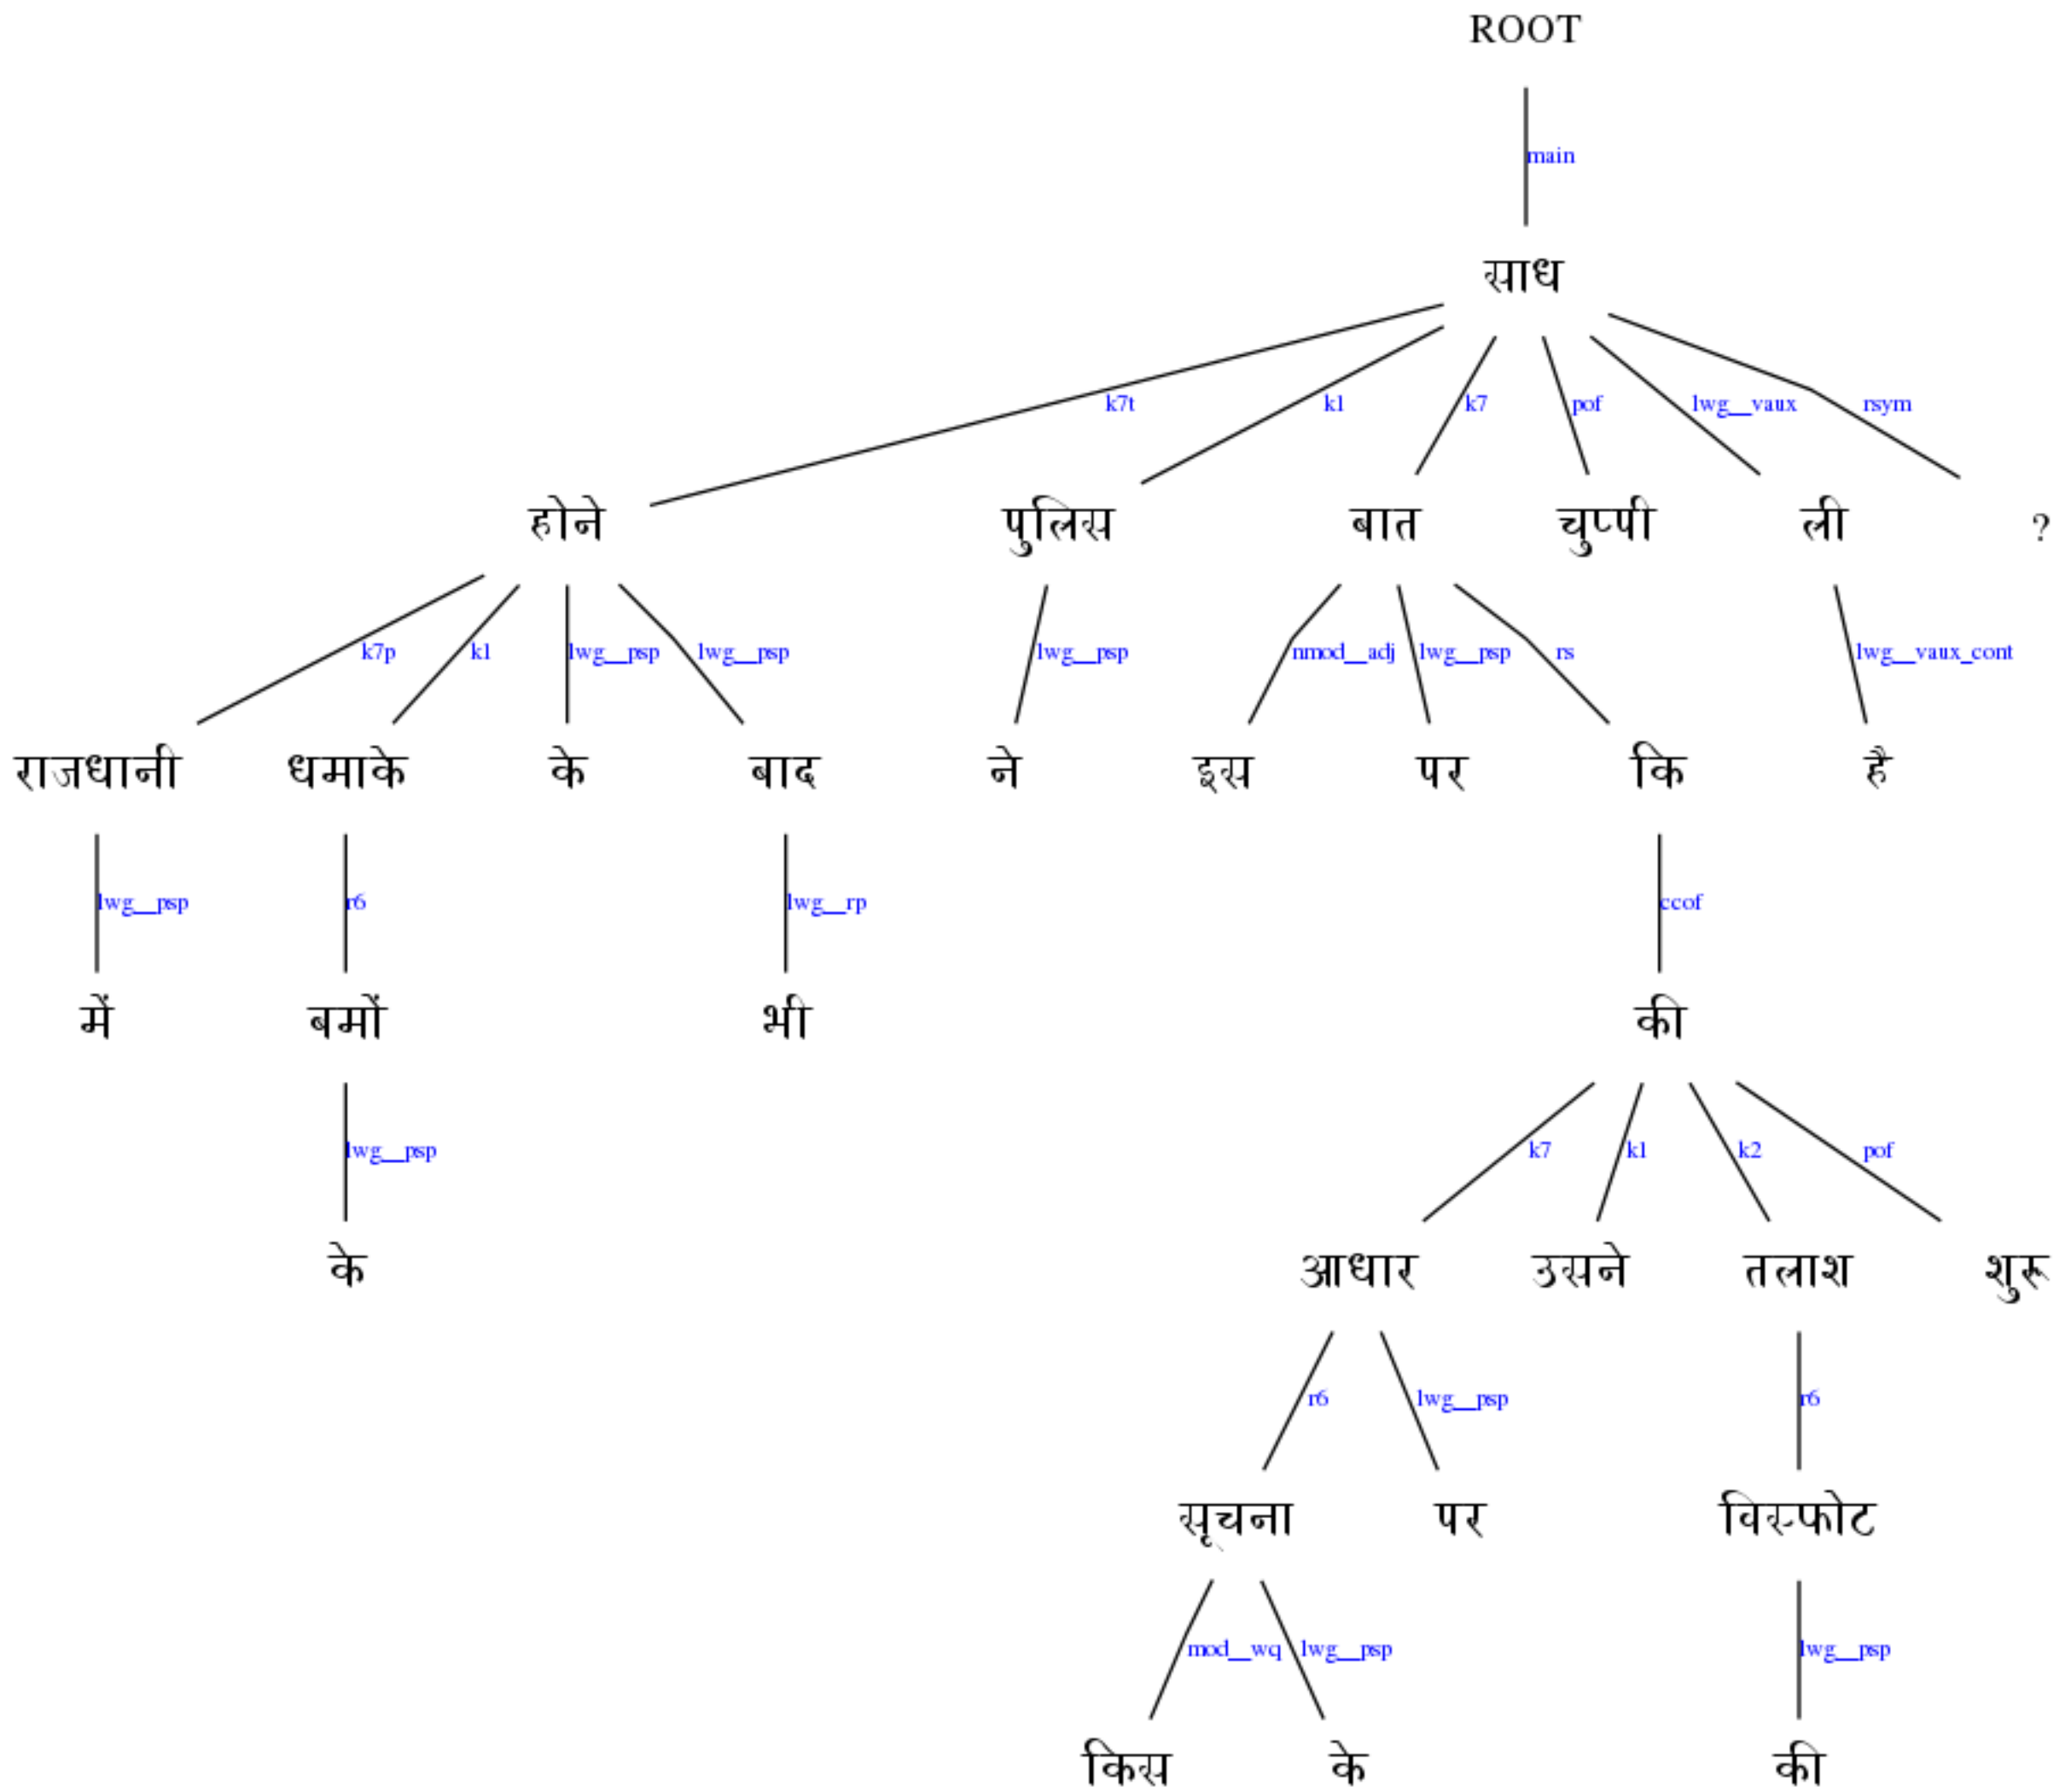 ROOT
main
साध
k7t k1 k7 pof lwg__vaux rsym
होने पुलिस बात चुप्पी ली ?
k7p k1 lwg__psp lwg__psp lwg__psp nmod__adj lwg__psp rs lwg__vaux_cont
राजधानी धमाके के बाद ने इस पर कि है
lwg__psp r6 lwg__rp ccof
में बमों भी की
lwg__psp k7 k1 k2 pof
के आधार उसने तलाश शुरू
r6 lwg__psp r6
सूचना पर विस्फोट
mod__wq lwg__psp lwg__psp
किस के की